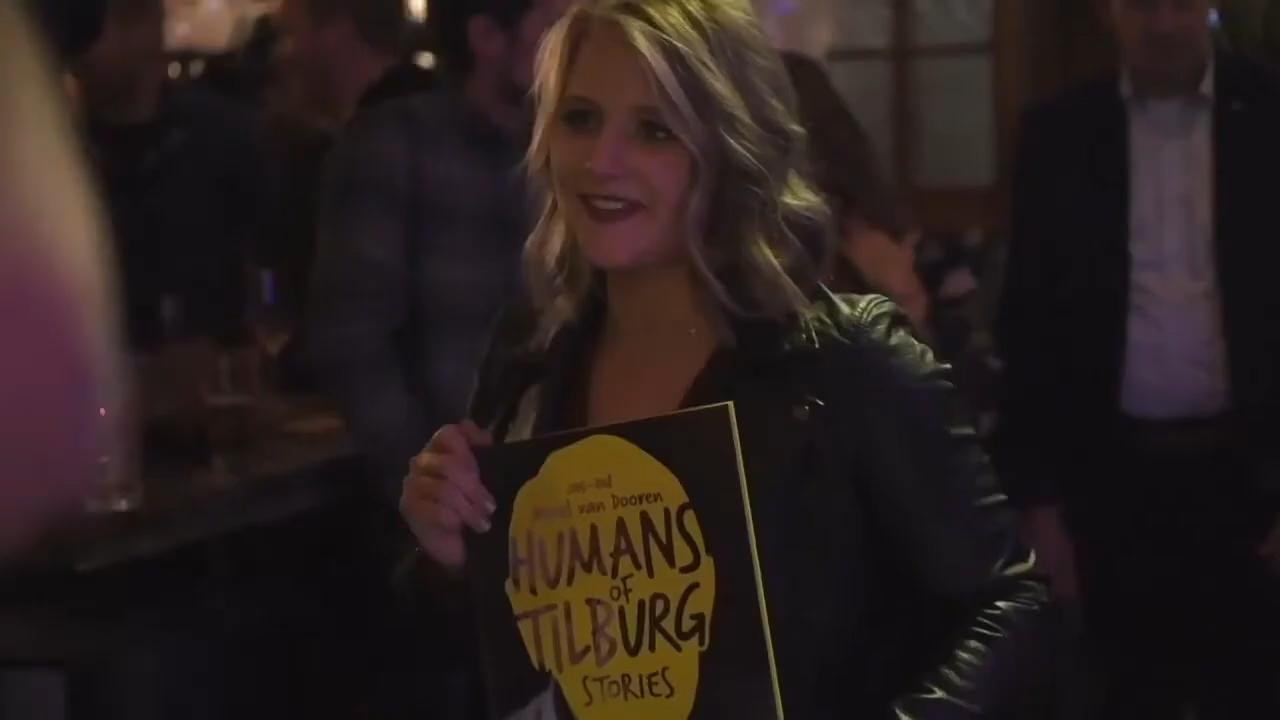 van Dooren
HUMANS
OF
TILBURG
STORIES